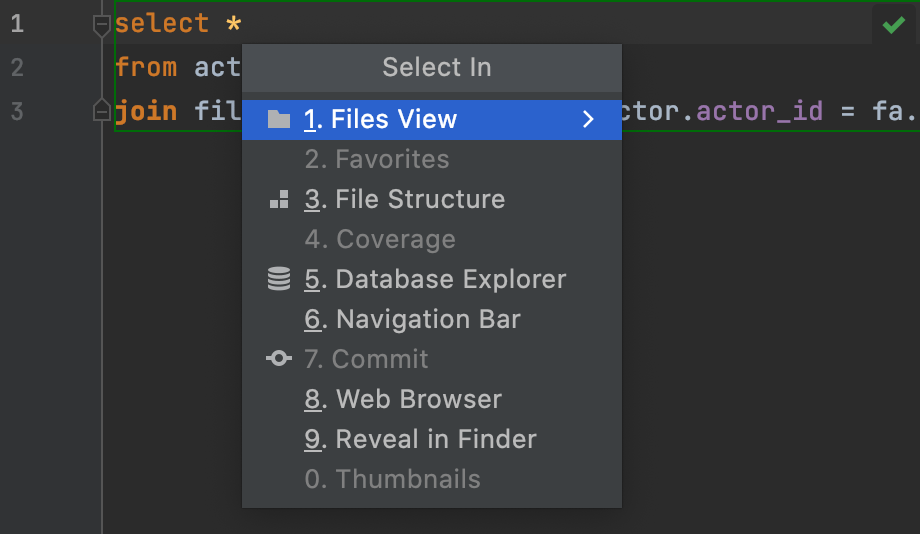 1 select *
2 from act
3 join fil ctor.actor_id = fa.
Select In
1. Files View
2. Favorites
3. File Structure
4. Coverage
5. Database Explorer
6. Navigation Bar
7. Commit
8. Web Browser
9. Reveal in Finder
0. Thumbnails